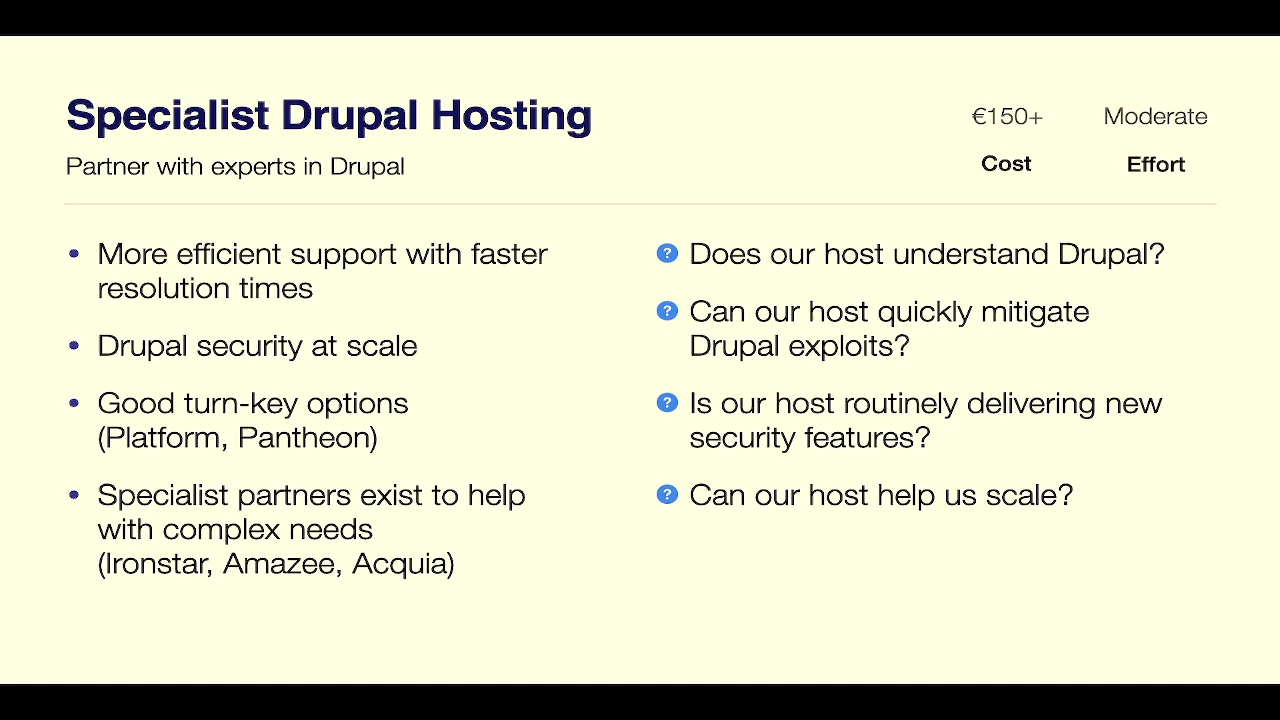 Specialist Drupal Hosting
Partner with experts in Drupal
€150+
Cost
Moderate
Effort
• More efficient support with faster
resolution times
• Drupal security at scale
• Good turn-key options
(Platform, Pantheon)
• Specialist partners exist to help
with complex needs
(Ironstar, Amazee, Acquia)
? Does our host understand Drupal?
? Can our host quickly mitigate
Drupal exploits?
? Is our host routinely delivering new
security features?
? Can our host help us scale?